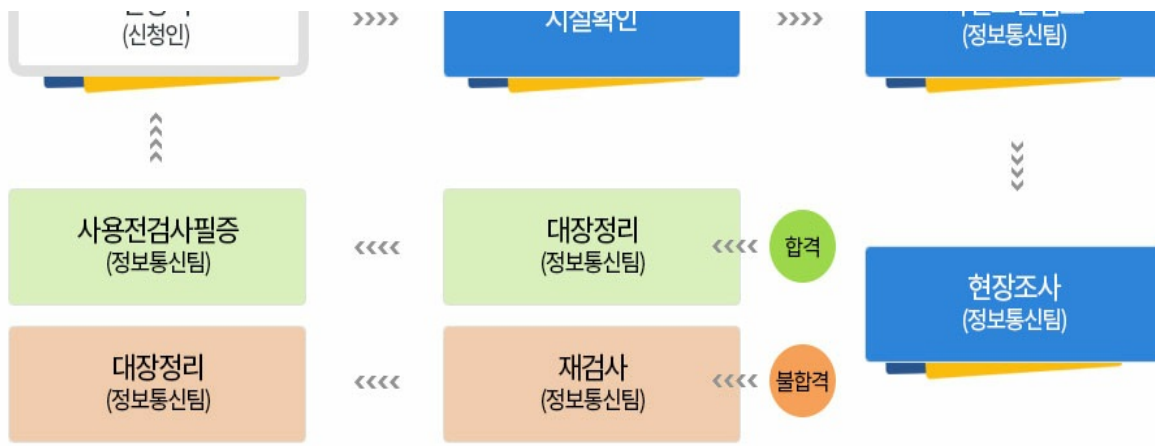 (신청인)
시설확인
(정보통신팀)
사용전검사필증
(정보통신팀)
대장정리
(정보통신팀)
합격
현장조사
(정보통신팀)
대장정리
(정보통신팀)
재검사
(정보통신팀)
불합격